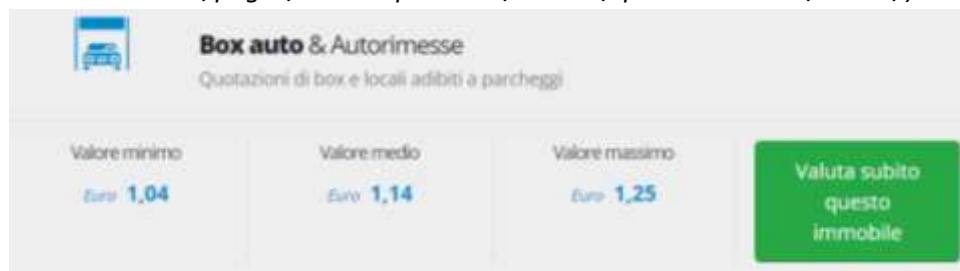 Box auto & Autorimesse
Quotazioni di box e locali adibiti a parcheggi
Valore minimo
Euro 1,04
Valore medio
Euro 1,14
Valore massimo
Euro 1,25
Valuta subito
questo
immobile